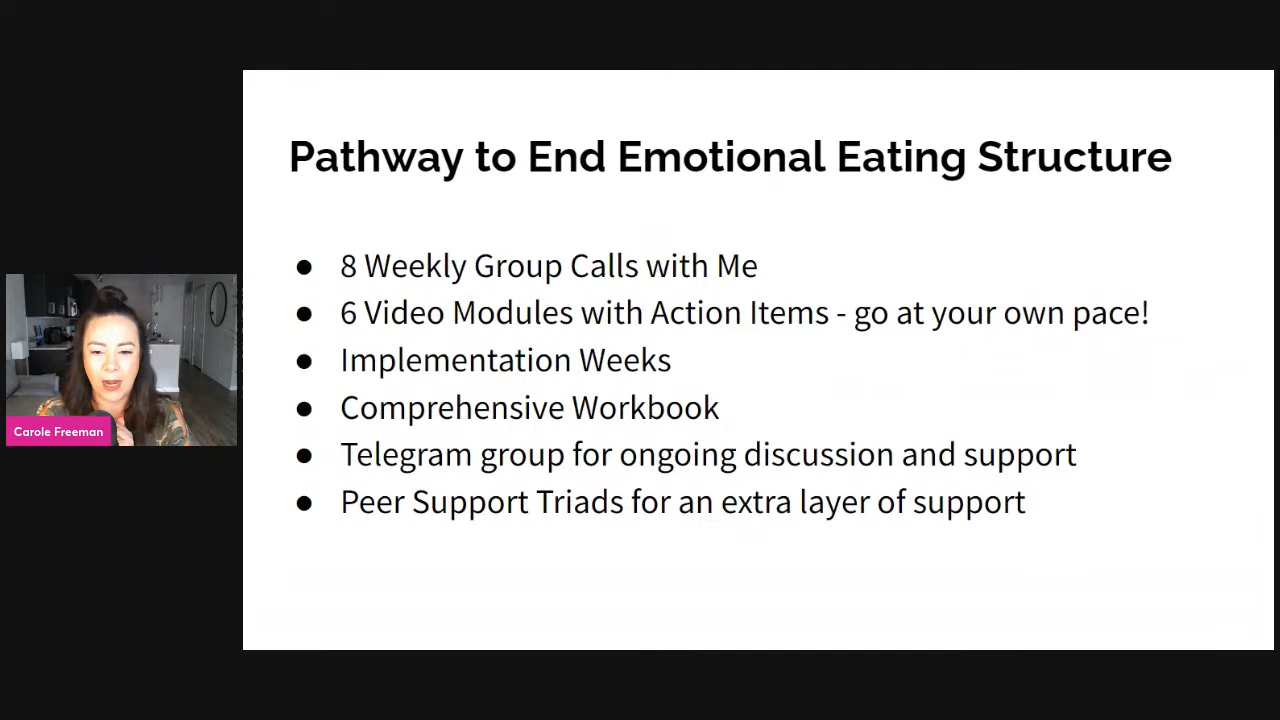 Pathway to End Emotional Eating Structure
● 8 Weekly Group Calls with Me
● 6 Video Modules with Action Items - go at your own pace!
● Implementation Weeks
● Comprehensive Workbook
● Telegram group for ongoing discussion and support
● Peer Support Triads for an extra layer of support
Carole Freeman